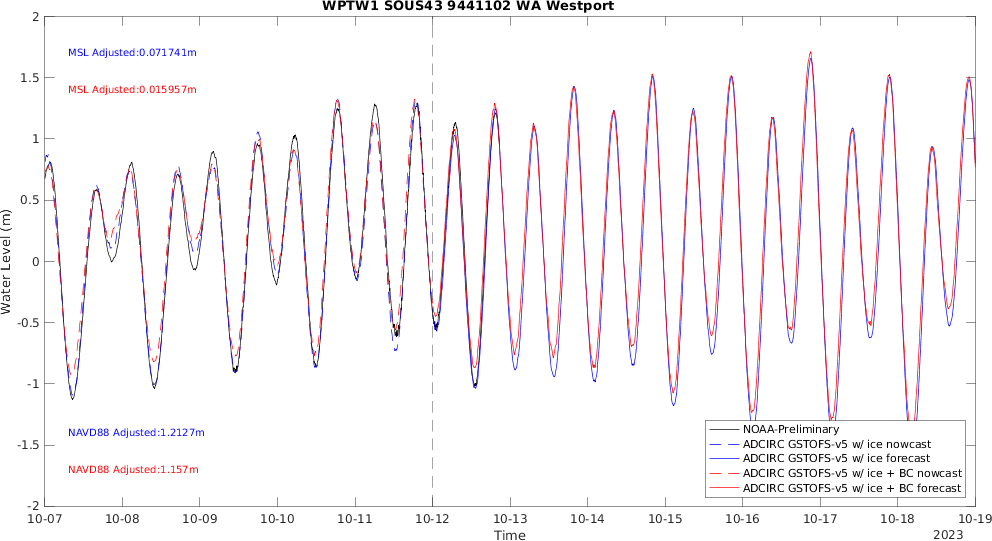 WPTW1 SOUS43 9441102 WA Westport
2
1.5
1
0.5
0
-0.5
-1
-1.5
-2
Water Level (m)
MSL Adjusted:0.071741m
MSL Adjusted:0.015957m
NAVD88 Adjusted:1.2127m
NAVD88 Adjusted:1.157m
NOAA-Preliminary
ADCIRC GSTOFS-v5 w/ ice nowcast
ADCIRC GSTOFS-v5 w/ ice forecast
ADCIRC GSTOFS-v5 w/ ice + BC nowcast
ADCIRC GSTOFS-v5 w/ ice + BC forecast
10-07 10-08 10-09 10-10 10-11 10-12 10-13 10-14 10-15 10-16 10-17 10-18 10-19
Time
2023